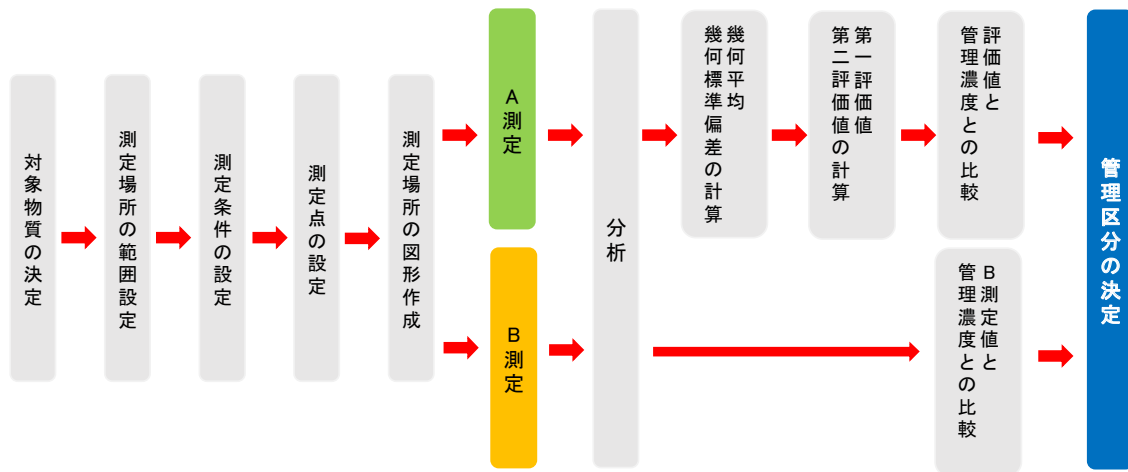 対象物質の決定
測定場所の範囲設定
測定条件の設定
測定点の設定
測定場所の図形作成
A測定
B測定
分析
幾何平均
幾何標準偏差の計算
第一評価値
第二評価値の計算
評価値と
管理濃度との比較
B測定値と
管理濃度との比較
管理区分の決定